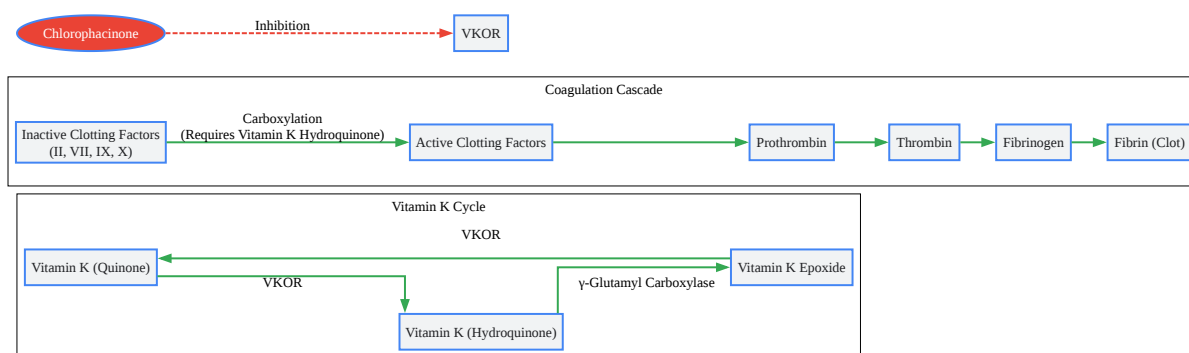 Chlorophacinone
Inhibition
VKOR
Coagulation Cascade
Inactive Clotting Factors
(II, VII, IX, X)
Carboxylation
(Requires Vitamin K Hydroquinone)
Active Clotting Factors
Prothrombin
Thrombin
Fibrinogen
Fibrin (Clot)
Vitamin K Cycle
VKOR
Vitamin K (Quinone)
VKOR
Vitamin K (Hydroquinone)
γ-Glutamyl Carboxylase
Vitamin K Epoxide